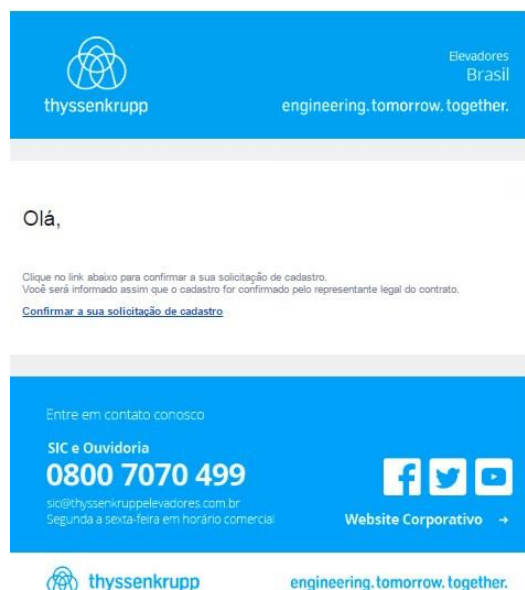 thyssenkrupp
Elevadores
Brasil
engineering.tomorrow.together.
Olá,
Clique no link abaixo para confirmar a sua solicitação de cadastro.
Você será informado assim que o cadastro for confirmado pelo representante legal do contrato.
Confirmar a sua solicitação de cadastro
Entre em contato conosco
SIC e Ouvidoria
0800 7070 499
sic@thyssenkruppelevadores.com.br
Segunda a sexta-feira em horário comercial
Website Corporativo →
thyssenkrupp
engineering.tomorrow.together.